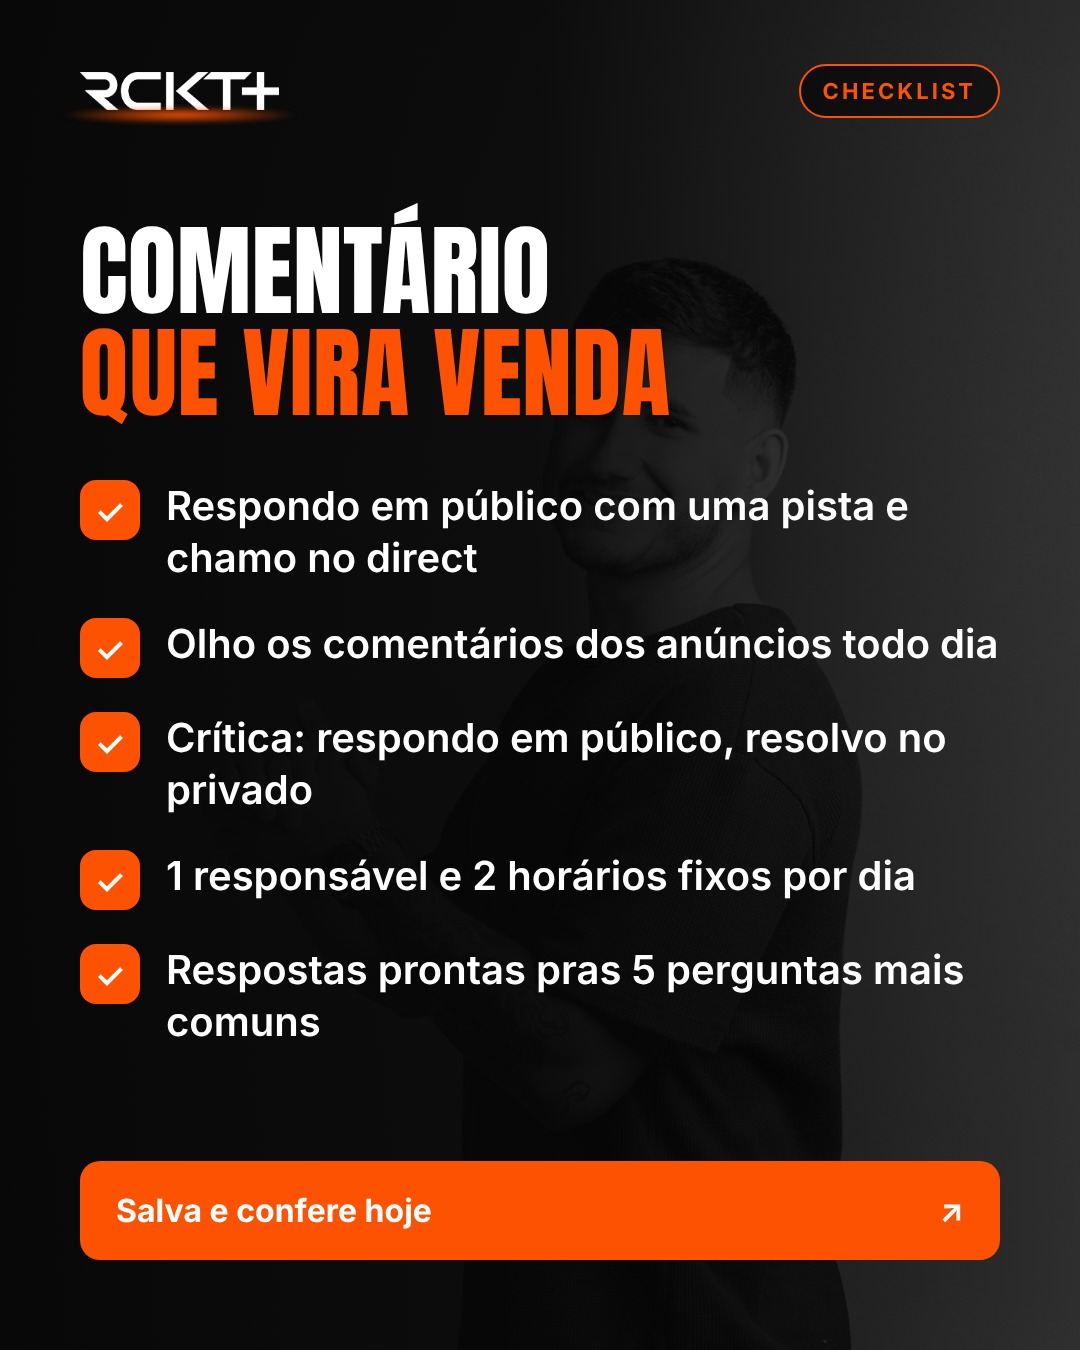 RCKT+
CHECKLIST
COMENTÁRIO
QUE VIRA VENDA
Respondo em público com uma pista e
chamo no direct
Olho os comentários dos anúncios todo dia
Crítica: respondo em público, resolvo no
privado
1 responsável e 2 horários fixos por dia
Respostas prontas pras 5 perguntas mais
comuns
Salva e confere hoje